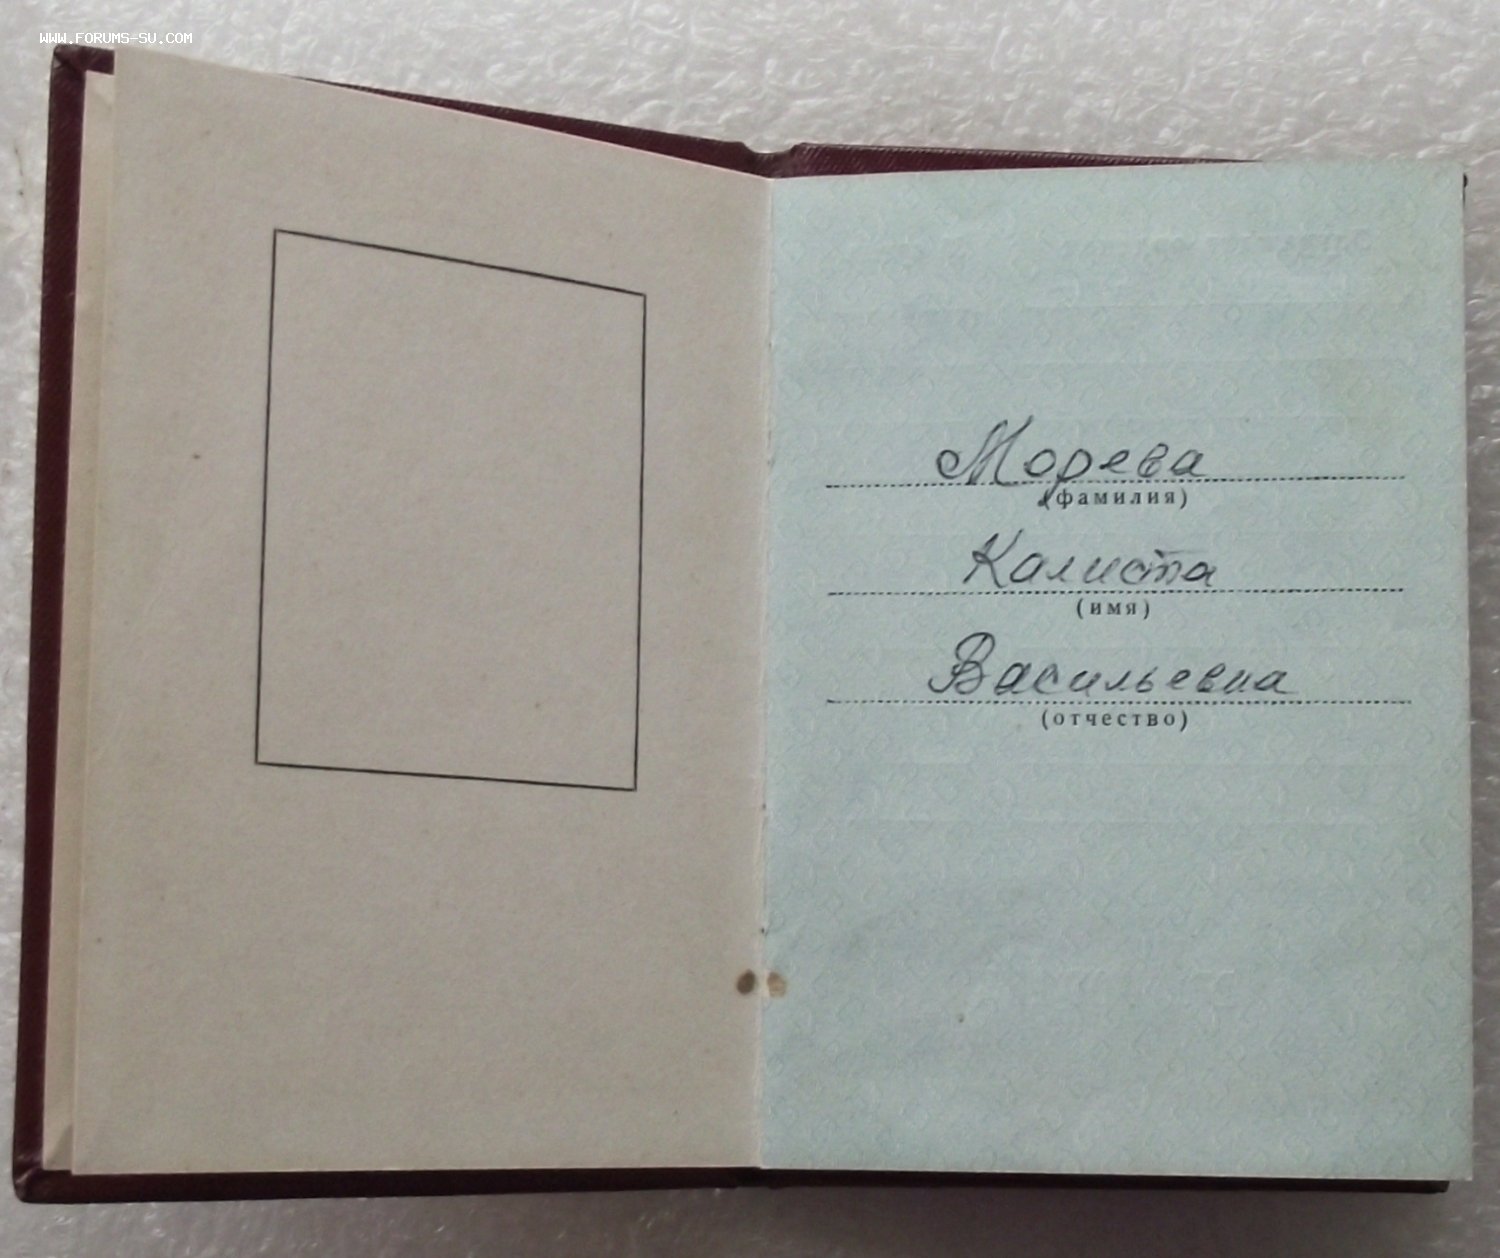 WWW.FORUMS-SU.COM
Морева
(фамилия)
Калиста
(имя)
Васильевна
(отчество)